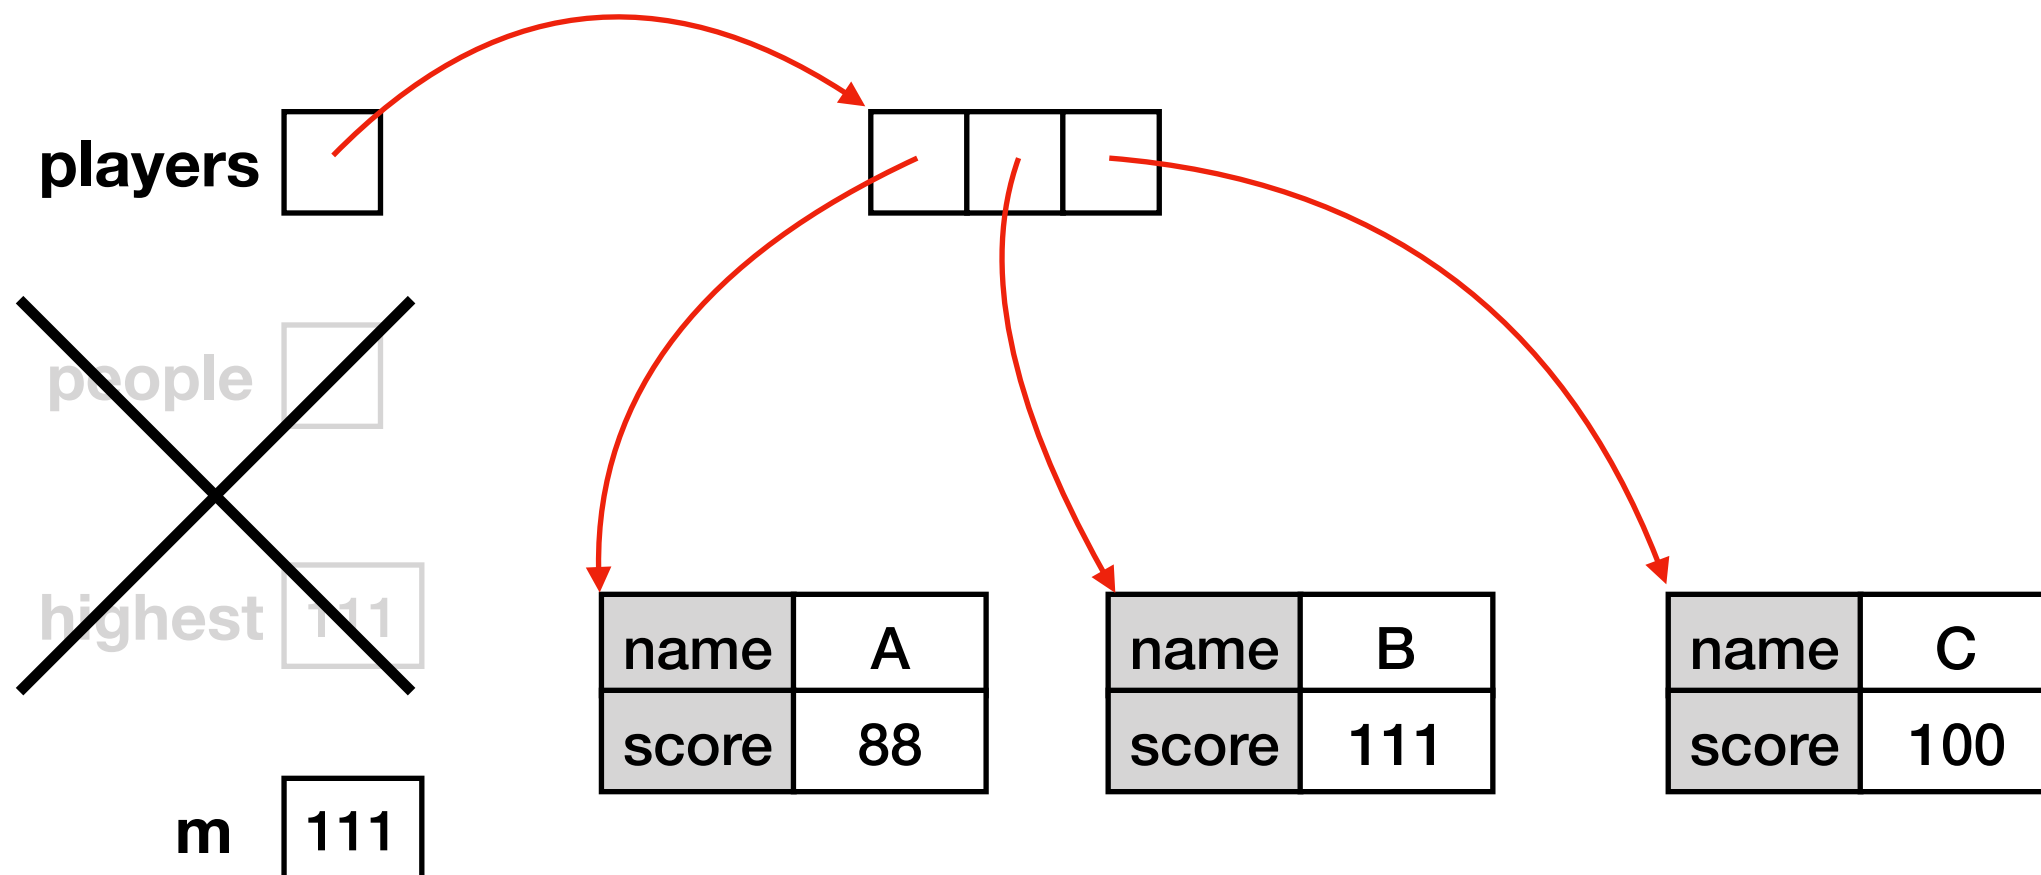 players
people
highest 111
name A
score 88
name B
score 111
name C
score 100
m 111